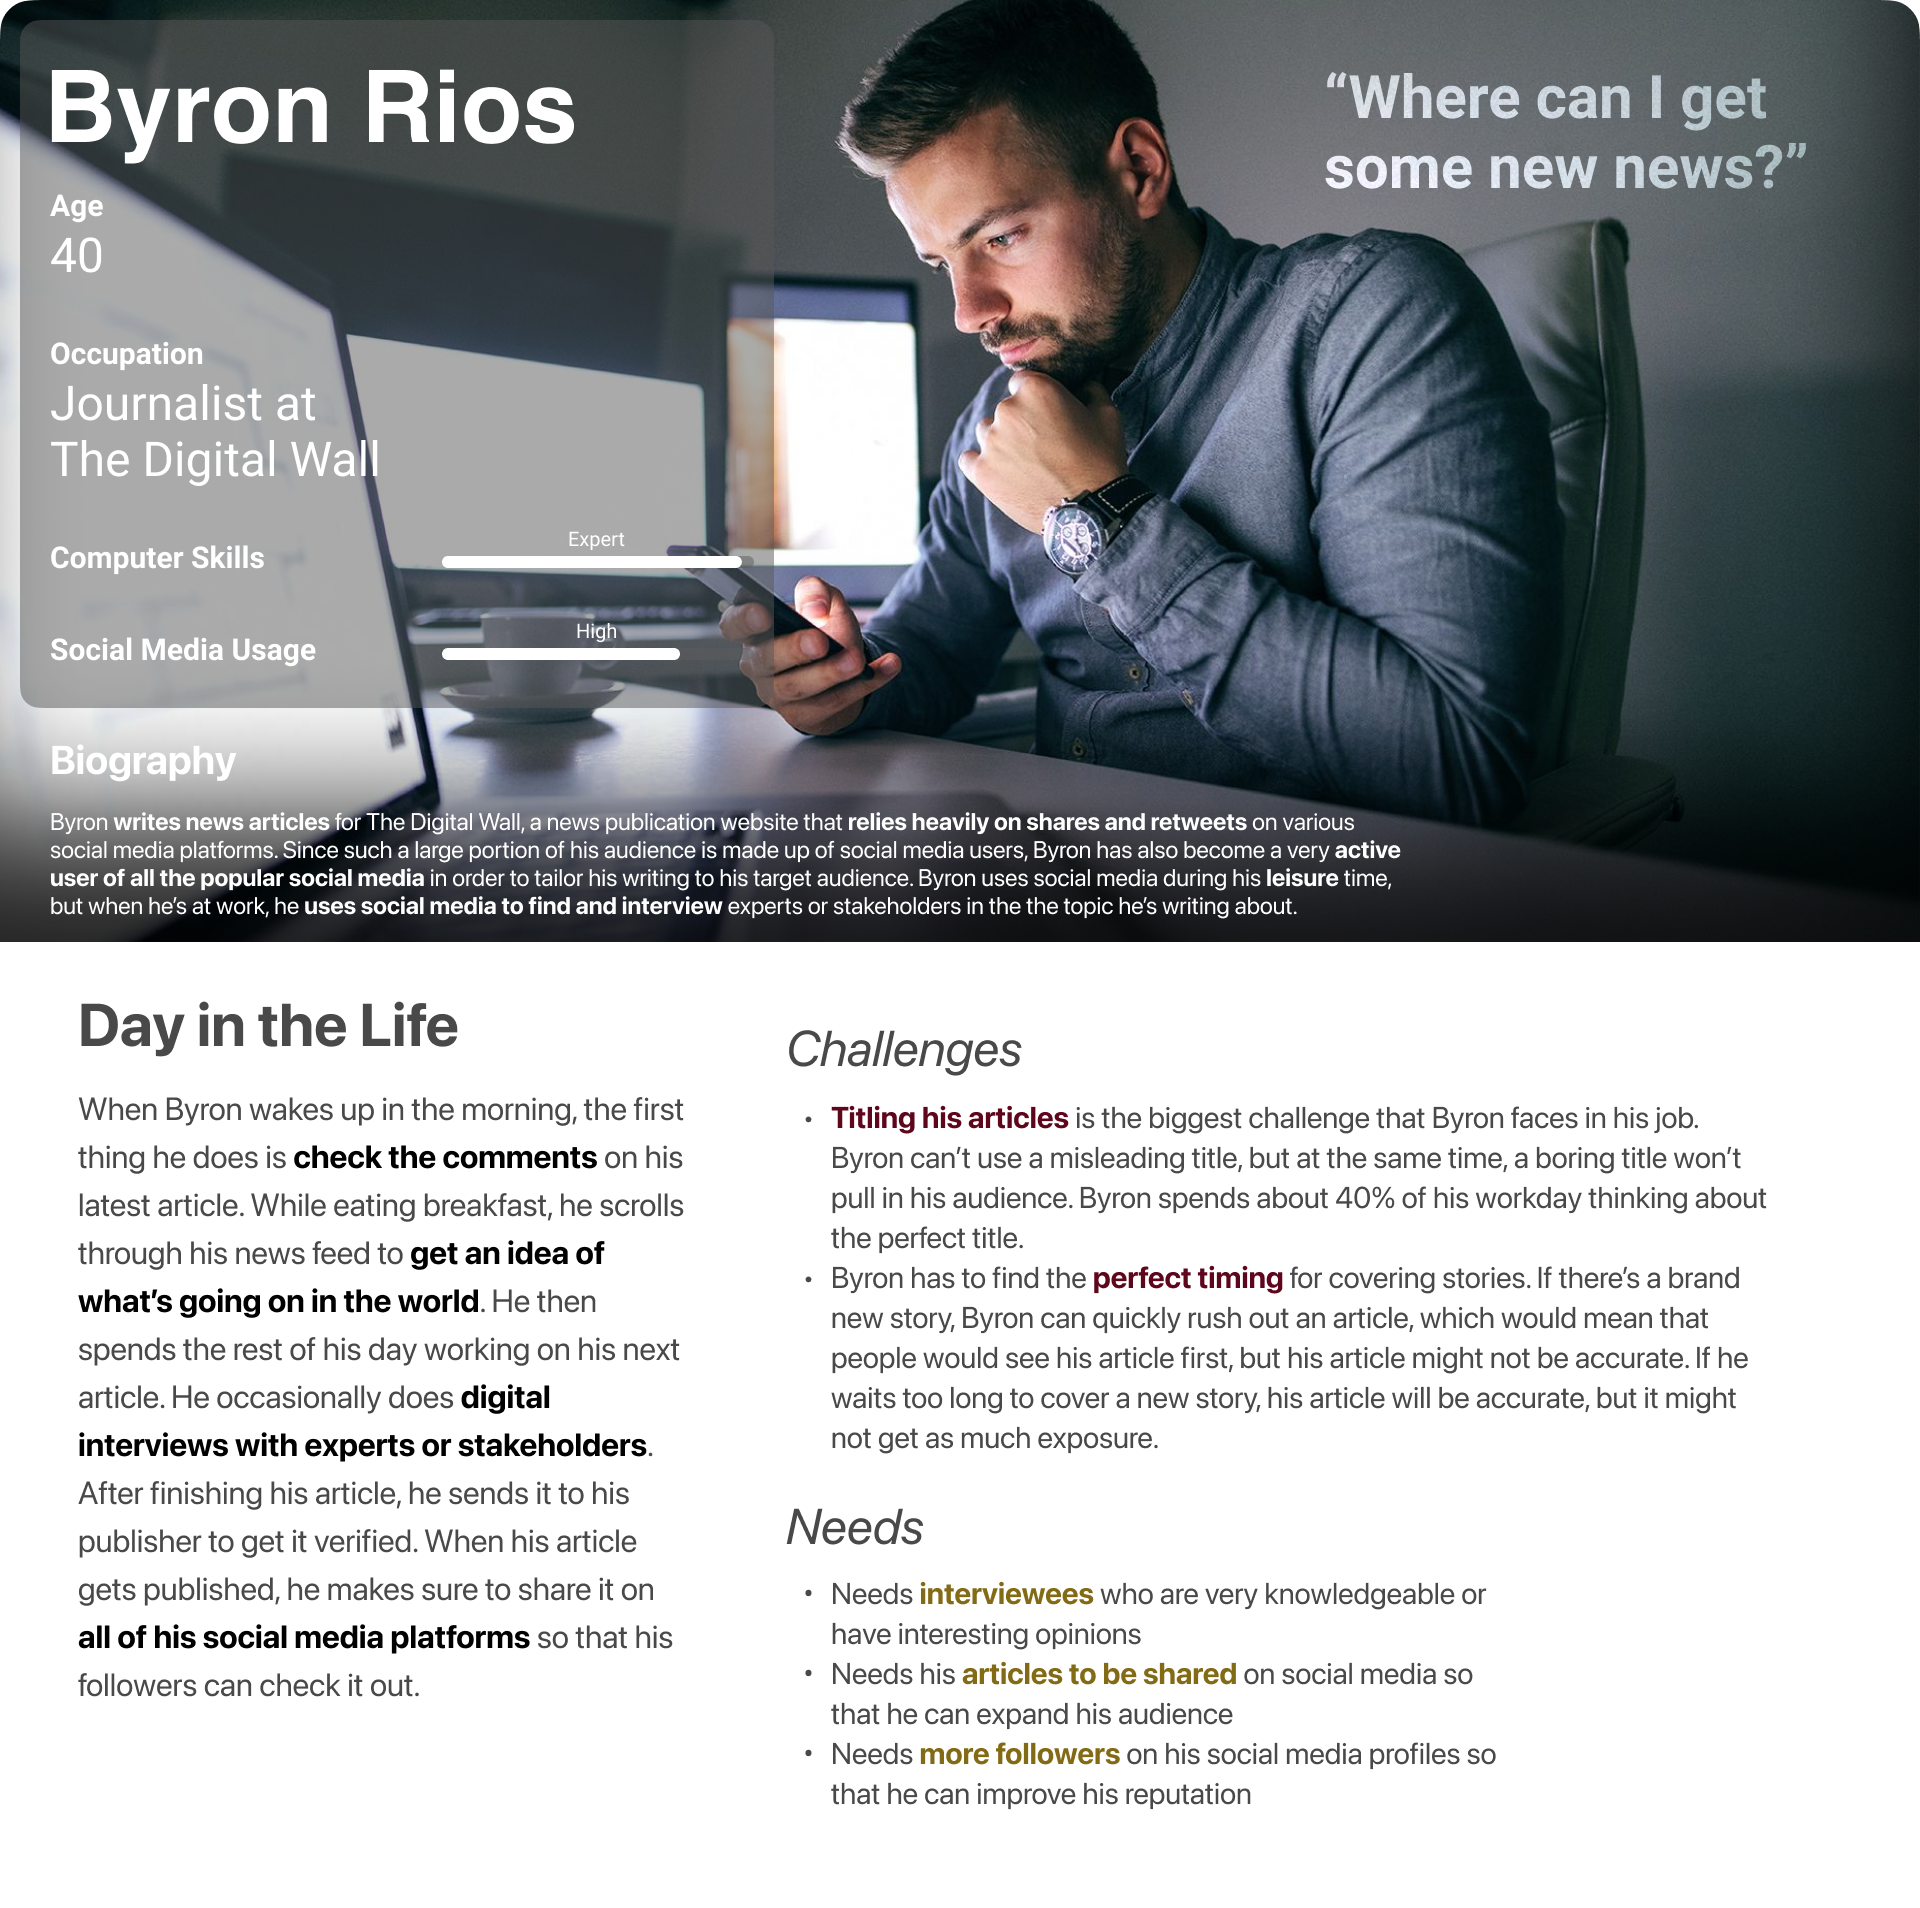 Byron Rios
“Where can I get
some new news?”
Age
40
Occupation
Journalist at
The Digital Wall
Computer Skills
Expert
Social Media Usage
High
Biography
Byron writes news articles for The Digital Wall, a news publication website that relies heavily on shares and retweets on various
social media platforms. Since such a large portion of his audience is made up of social media users, Byron has also become a very active
user of all the popular social media in order to tailor his writing to his target audience. Byron uses social media during his leisure time,
but when he’s at work, he uses social media to find and interview experts or stakeholders in the the topic he’s writing about.
Day in the Life
When Byron wakes up in the morning, the first
thing he does is check the comments on his
latest article. While eating breakfast, he scrolls
through his news feed to get an idea of
what’s going on in the world. He then
spends the rest of his day working on his next
article. He occasionally does digital
interviews with experts or stakeholders.
After finishing his article, he sends it to his
publisher to get it verified. When his article
gets published, he makes sure to share it on
all of his social media platforms so that his
followers can check it out.
Challenges
• Titling his articles is the biggest challenge that Byron faces in his job.
Byron can’t use a misleading title, but at the same time, a boring title won’t
pull in his audience. Byron spends about 40% of his workday thinking about
the perfect title.
• Byron has to find the perfect timing for covering stories. If there’s a brand
new story, Byron can quickly rush out an article, which would mean that
people would see his article first, but his article might not be accurate. If he
waits too long to cover a new story, his article will be accurate, but it might
not get as much exposure.
Needs
• Needs interviewees who are very knowledgeable or
have interesting opinions
• Needs his articles to be shared on social media so
that he can expand his audience
• Needs more followers on his social media profiles so
that he can improve his reputation